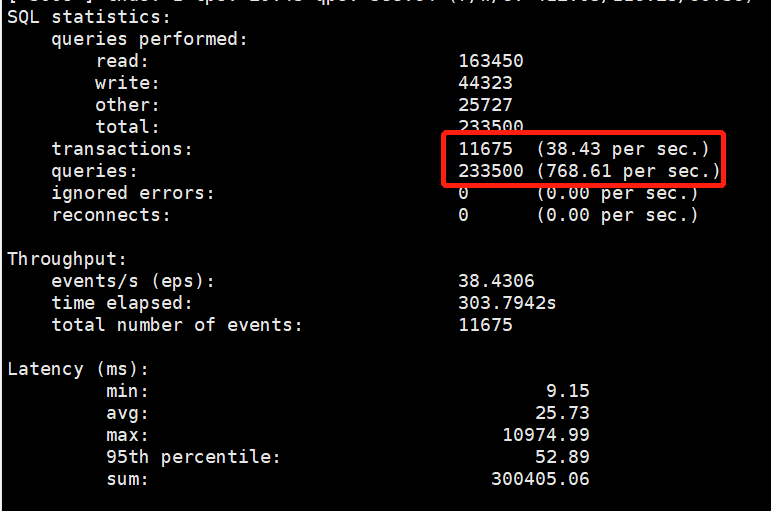 SQL statistics:
queries performed:
read: 163450
write: 44323
other: 25727
total: 233500
transactions: 11675 (38.43 per sec.)
queries: 233500 (768.61 per sec.)
ignored errors: 0 (0.00 per sec.)
reconnects: 0 (0.00 per sec.)
Throughput:
events/s (eps): 38.4306
time elapsed: 303.7942s
total number of events: 11675
Latency (ms):
min: 9.15
avg: 25.73
max: 10974.99
95th percentile: 52.89
sum: 300405.06